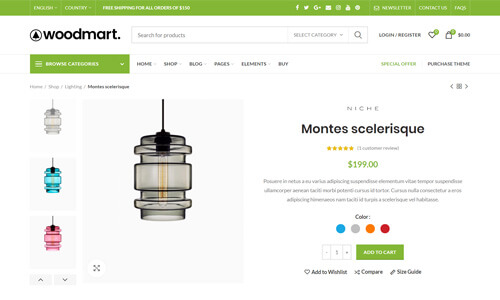 ENGLISH COUNTRY FREE SHIPPING FOR ALL ORDERS OF $150 NEWSLETTER CONTACT US FAQS
woodmart. Search for products SELECT CATEGORY LOGIN / REGISTER 0 0 $0.00
BROWSE CATEGORIES HOME SHOP BLOG PAGES ELEMENTS BUY SPECIAL OFFER PURCHASE THEME
Home / Shop / Lighting / Montes scelerisque
NICHE
Montes scelerisque
(1 customer review)
$199.00
Posuere in netus a eu varius adipiscing suspendisse elementum vitae tempor suspendisse
ullamcorper aenean taciti morbi potenti cursus id tortor. Cursus nulla consectetur a eros
adipiscing himenaeos nam taciti id turpis a scelerisque vel habitasse.
Color :
- 1 + ADD TO CART
Add to Wishlist Compare Size Guide